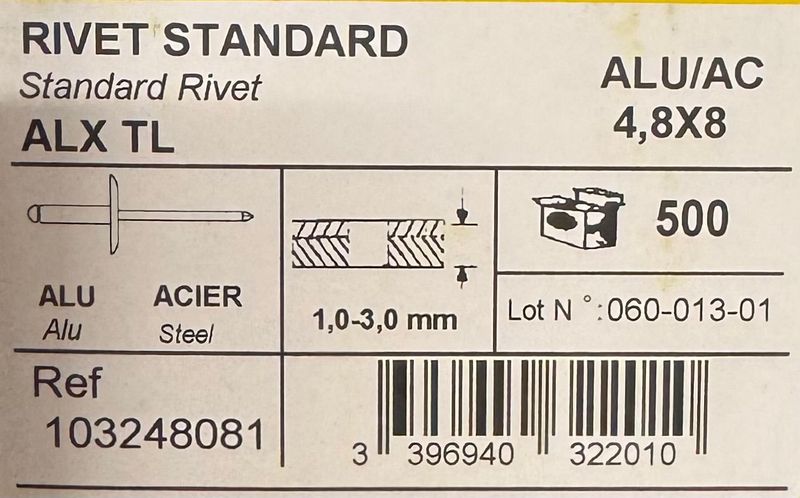 RIVET STANDARD
Standard Rivet
ALX TL
ALU/AC
4,8X8
ALU ACIER
Alu Steel
1,0-3,0 mm
500
Lot N °:060-013-01
Ref
103248081
3 396940 322010